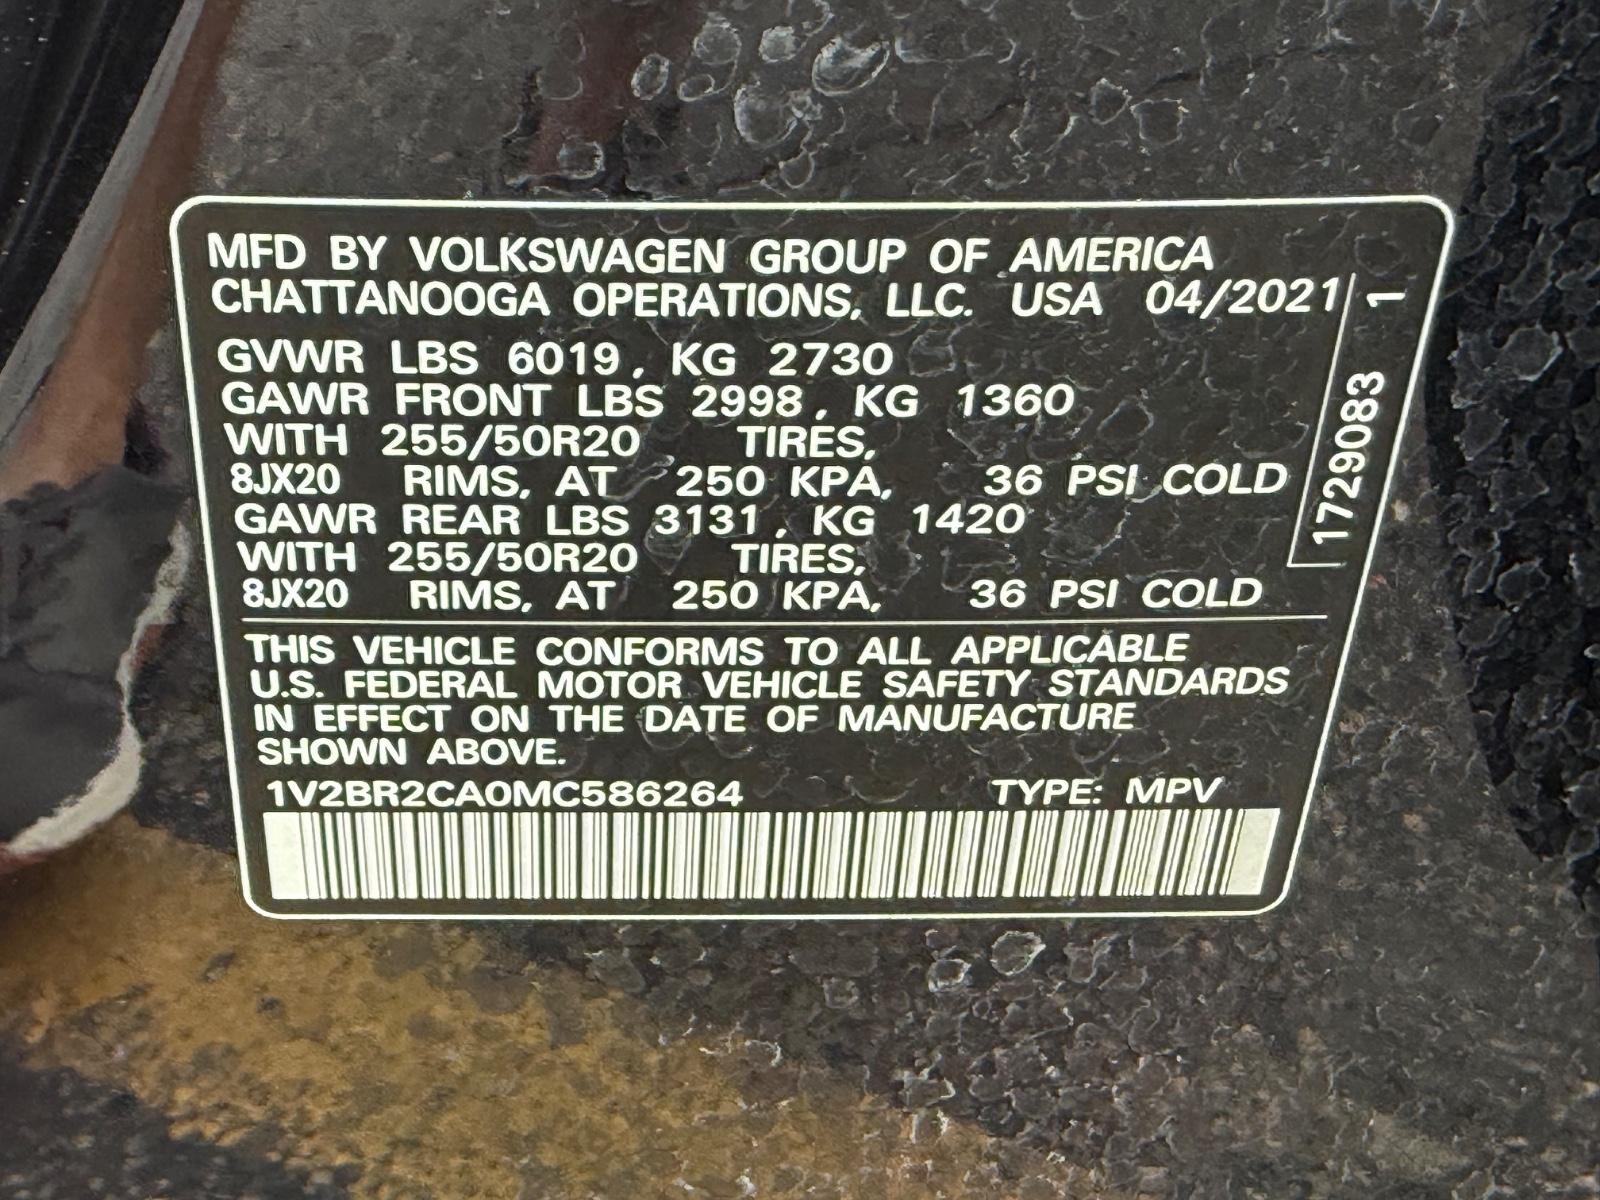 MFD BY VOLKSWAGEN GROUP OF AMERICA
CHATTANOOGA OPERATIONS, LLC. USA 04/2021
GVWR LBS 6019, KG 2730
GAWR FRONT LBS 2998, KG 1360
WITH 255/50R20 TIRES,
8JX20 RIMS, AT 250 KPA, 36 PSI COLD
GAWR REAR LBS 3131, KG 1420
WITH 255/50R20 TIRES,
8JX20 RIMS, AT 250 KPA, 36 PSI COLD
1729083 1
THIS VEHICLE CONFORMS TO ALL APPLICABLE
U.S. FEDERAL MOTOR VEHICLE SAFETY STANDARDS
IN EFFECT ON THE DATE OF MANUFACTURE
SHOWN ABOVE.
1V2BR2CA0MC586264 TYPE: MPV